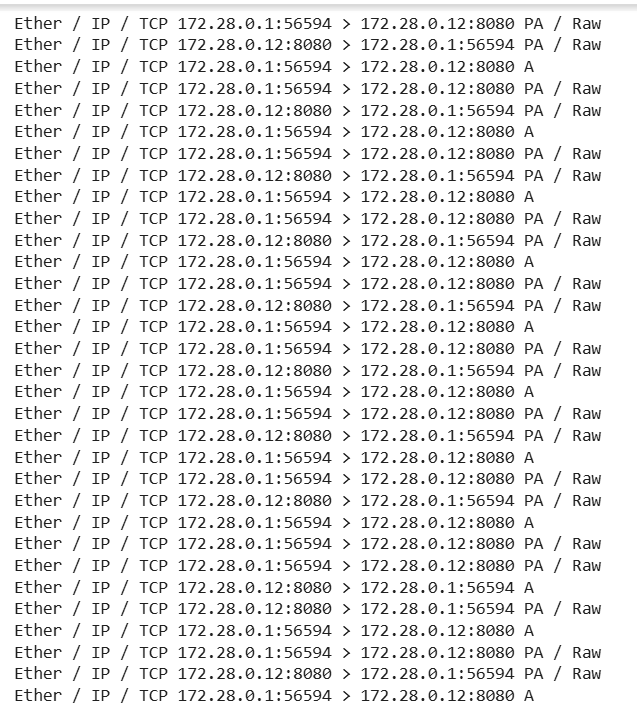 Ether / IP / TCP 172.28.0.1:56594 > 172.28.0.12:8080 PA / Raw
Ether / IP / TCP 172.28.0.12:8080 > 172.28.0.1:56594 PA / Raw
Ether / IP / TCP 172.28.0.1:56594 > 172.28.0.12:8080 A
Ether / IP / TCP 172.28.0.1:56594 > 172.28.0.12:8080 PA / Raw
Ether / IP / TCP 172.28.0.12:8080 > 172.28.0.1:56594 PA / Raw
Ether / IP / TCP 172.28.0.1:56594 > 172.28.0.12:8080 A
Ether / IP / TCP 172.28.0.1:56594 > 172.28.0.12:8080 PA / Raw
Ether / IP / TCP 172.28.0.12:8080 > 172.28.0.1:56594 PA / Raw
Ether / IP / TCP 172.28.0.1:56594 > 172.28.0.12:8080 A
Ether / IP / TCP 172.28.0.1:56594 > 172.28.0.12:8080 PA / Raw
Ether / IP / TCP 172.28.0.12:8080 > 172.28.0.1:56594 PA / Raw
Ether / IP / TCP 172.28.0.1:56594 > 172.28.0.12:8080 A
Ether / IP / TCP 172.28.0.1:56594 > 172.28.0.12:8080 PA / Raw
Ether / IP / TCP 172.28.0.12:8080 > 172.28.0.1:56594 PA / Raw
Ether / IP / TCP 172.28.0.1:56594 > 172.28.0.12:8080 A
Ether / IP / TCP 172.28.0.1:56594 > 172.28.0.12:8080 PA / Raw
Ether / IP / TCP 172.28.0.12:8080 > 172.28.0.1:56594 PA / Raw
Ether / IP / TCP 172.28.0.1:56594 > 172.28.0.12:8080 A
Ether / IP / TCP 172.28.0.1:56594 > 172.28.0.12:8080 PA / Raw
Ether / IP / TCP 172.28.0.12:8080 > 172.28.0.1:56594 PA / Raw
Ether / IP / TCP 172.28.0.1:56594 > 172.28.0.12:8080 A
Ether / IP / TCP 172.28.0.1:56594 > 172.28.0.12:8080 PA / Raw
Ether / IP / TCP 172.28.0.12:8080 > 172.28.0.1:56594 PA / Raw
Ether / IP / TCP 172.28.0.1:56594 > 172.28.0.12:8080 A
Ether / IP / TCP 172.28.0.1:56594 > 172.28.0.12:8080 PA / Raw
Ether / IP / TCP 172.28.0.1:56594 > 172.28.0.12:8080 PA / Raw
Ether / IP / TCP 172.28.0.12:8080 > 172.28.0.1:56594 A
Ether / IP / TCP 172.28.0.12:8080 > 172.28.0.1:56594 PA / Raw
Ether / IP / TCP 172.28.0.1:56594 > 172.28.0.12:8080 A
Ether / IP / TCP 172.28.0.1:56594 > 172.28.0.12:8080 PA / Raw
Ether / IP / TCP 172.28.0.12:8080 > 172.28.0.1:56594 PA / Raw
Ether / IP / TCP 172.28.0.1:56594 > 172.28.0.12:8080 A